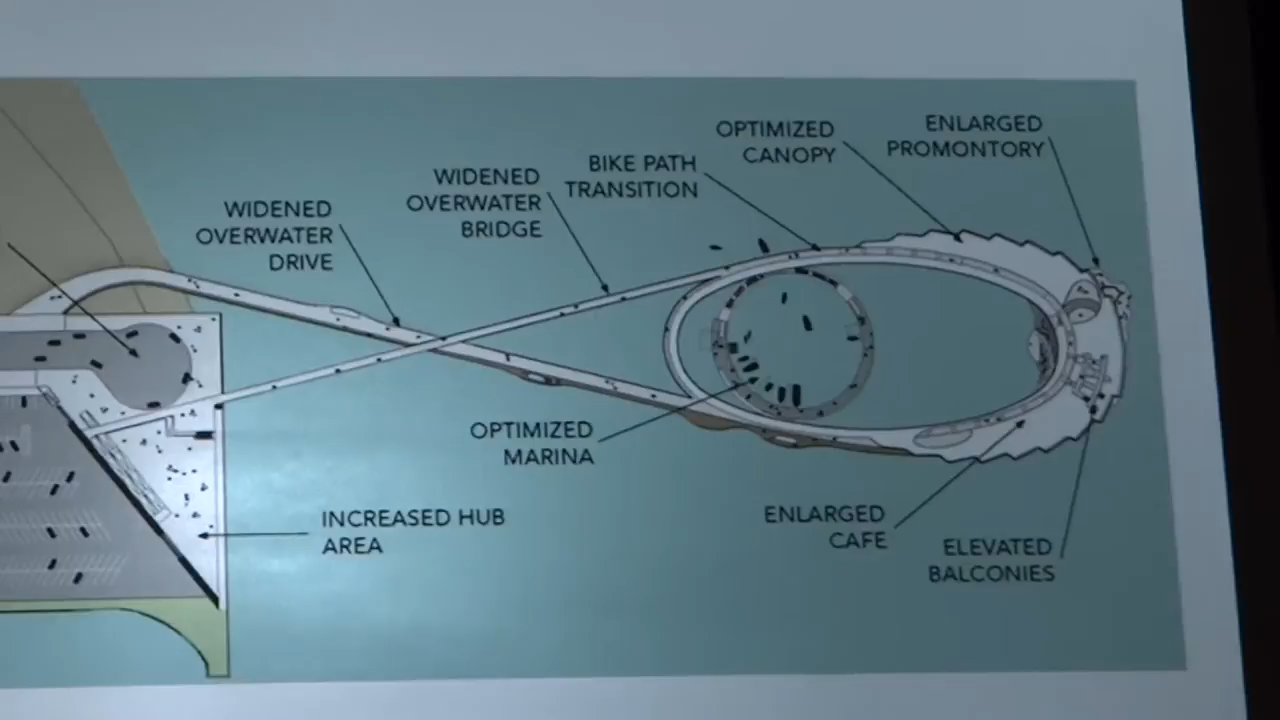 WIDENED
OVERWATER
DRIVE
WIDENED
OVERWATER
BRIDGE
BIKE PATH
TRANSITION
OPTIMIZED
CANOPY
ENLARGED
PROMONTORY
OPTIMIZED
MARINA
INCREASED HUB
AREA
ENLARGED
CAFE
ELEVATED
BALCONIES